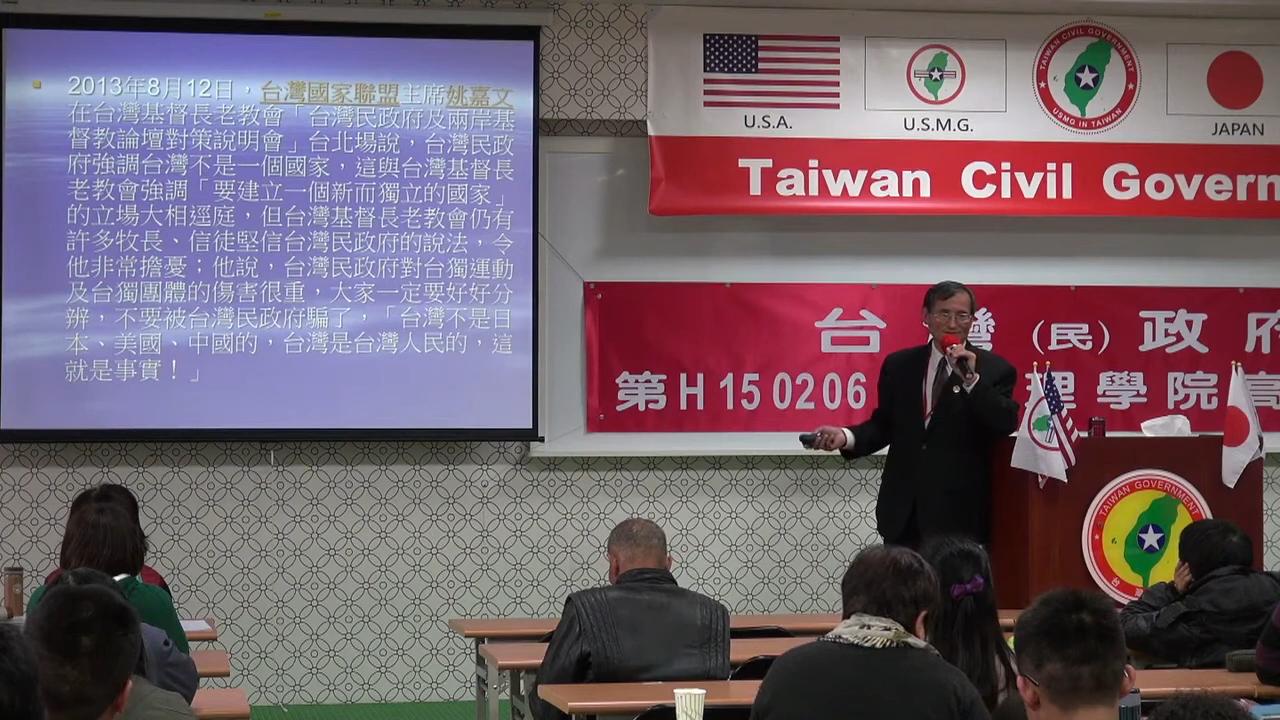 2013年8月12日，台灣國家聯盟主席姚嘉文
在台灣基督長老教會「台灣民政府及兩岸基
督教論壇對策說明會」台北場說，台灣民政
府強調台灣不是一個國家，這與台灣基督長
老教會強調「要建立一個新而獨立的國家」
的立場大相逕庭，但台灣基督長老教會仍有
許多牧長、信徒堅信台灣民政府的說法，令
他非常擔憂；他說，台灣民政府對台獨運動
及台獨團體的傷害很重，大家一定要好好分
辨，不要被台灣民政府騙了，「台灣不是日
本、美國、中國的，台灣是台灣人民的，這
就是事實！」
U.S.A.
U.S.M.G.
TAIWAN CIVIL GOVERNMENT
USMG IN TAIWAN
JAPAN
Taiwan Civil Govern
台灣(民)政府
第H150206 理學院高
TAIWAN GOVERNMENT
台